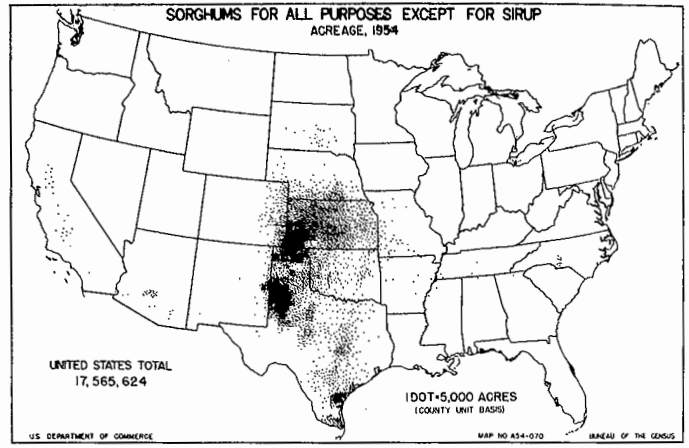 SORGHUMS FOR ALL PURPOSES EXCEPT FOR SIRUP
ACREAGE, 1954
UNITED STATES TOTAL
17,565,624
1 DOT=5,000 ACRES
(COUNTY UNIT BASIS)
U.S. DEPARTMENT OF COMMERCE
MAP NO A54-070
BUREAU OF THE CENSUS